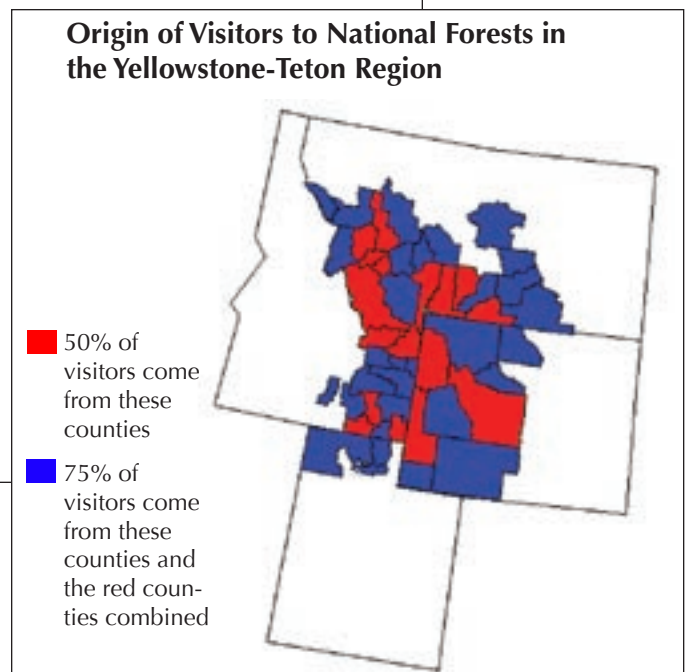 Origin of Visitors to National Forests in
the Yellowstone-Teton Region
50% of
visitors come
from these
counties
75% of
visitors come
from these
counties and
the red coun-
ties combined